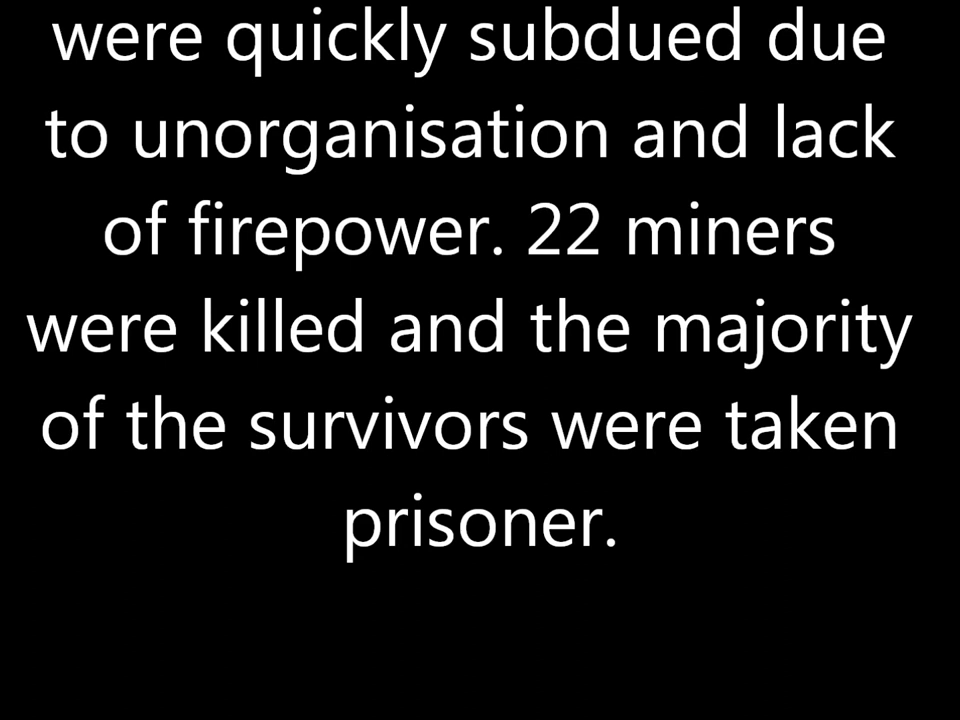 were quickly subdued due
to unorganisation and lack
of firepower. 22 miners
were killed and the majority
of the survivors were taken
prisoner.